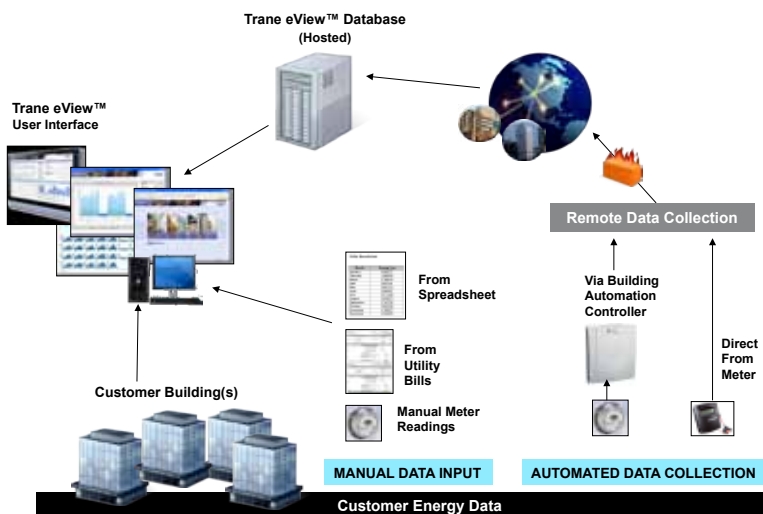 Trane eView™ Database
(Hosted)
Trane eView™
User Interface
Remote Data Collection
From
Spreadsheet
Via Building
Automation
Controller
From
Utility
Bills
Direct
From
Meter
Customer Building(s)
Manual Meter
Readings
MANUAL DATA INPUT
AUTOMATED DATA COLLECTION
Customer Energy Data